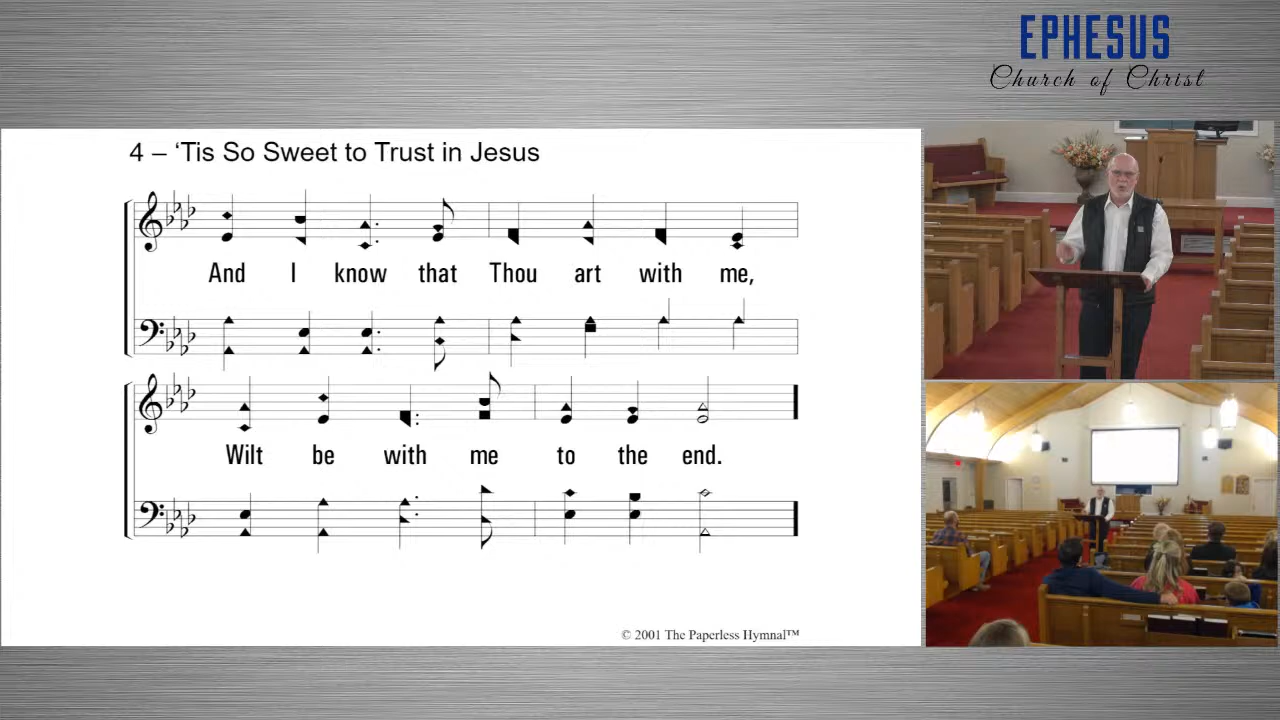 EPHESUS
Church of Christ
4 – ‘Tis So Sweet to Trust in Jesus
And I know that Thou art with me,
Wilt be with me to the end.
© 2001 The Paperless Hymnal™